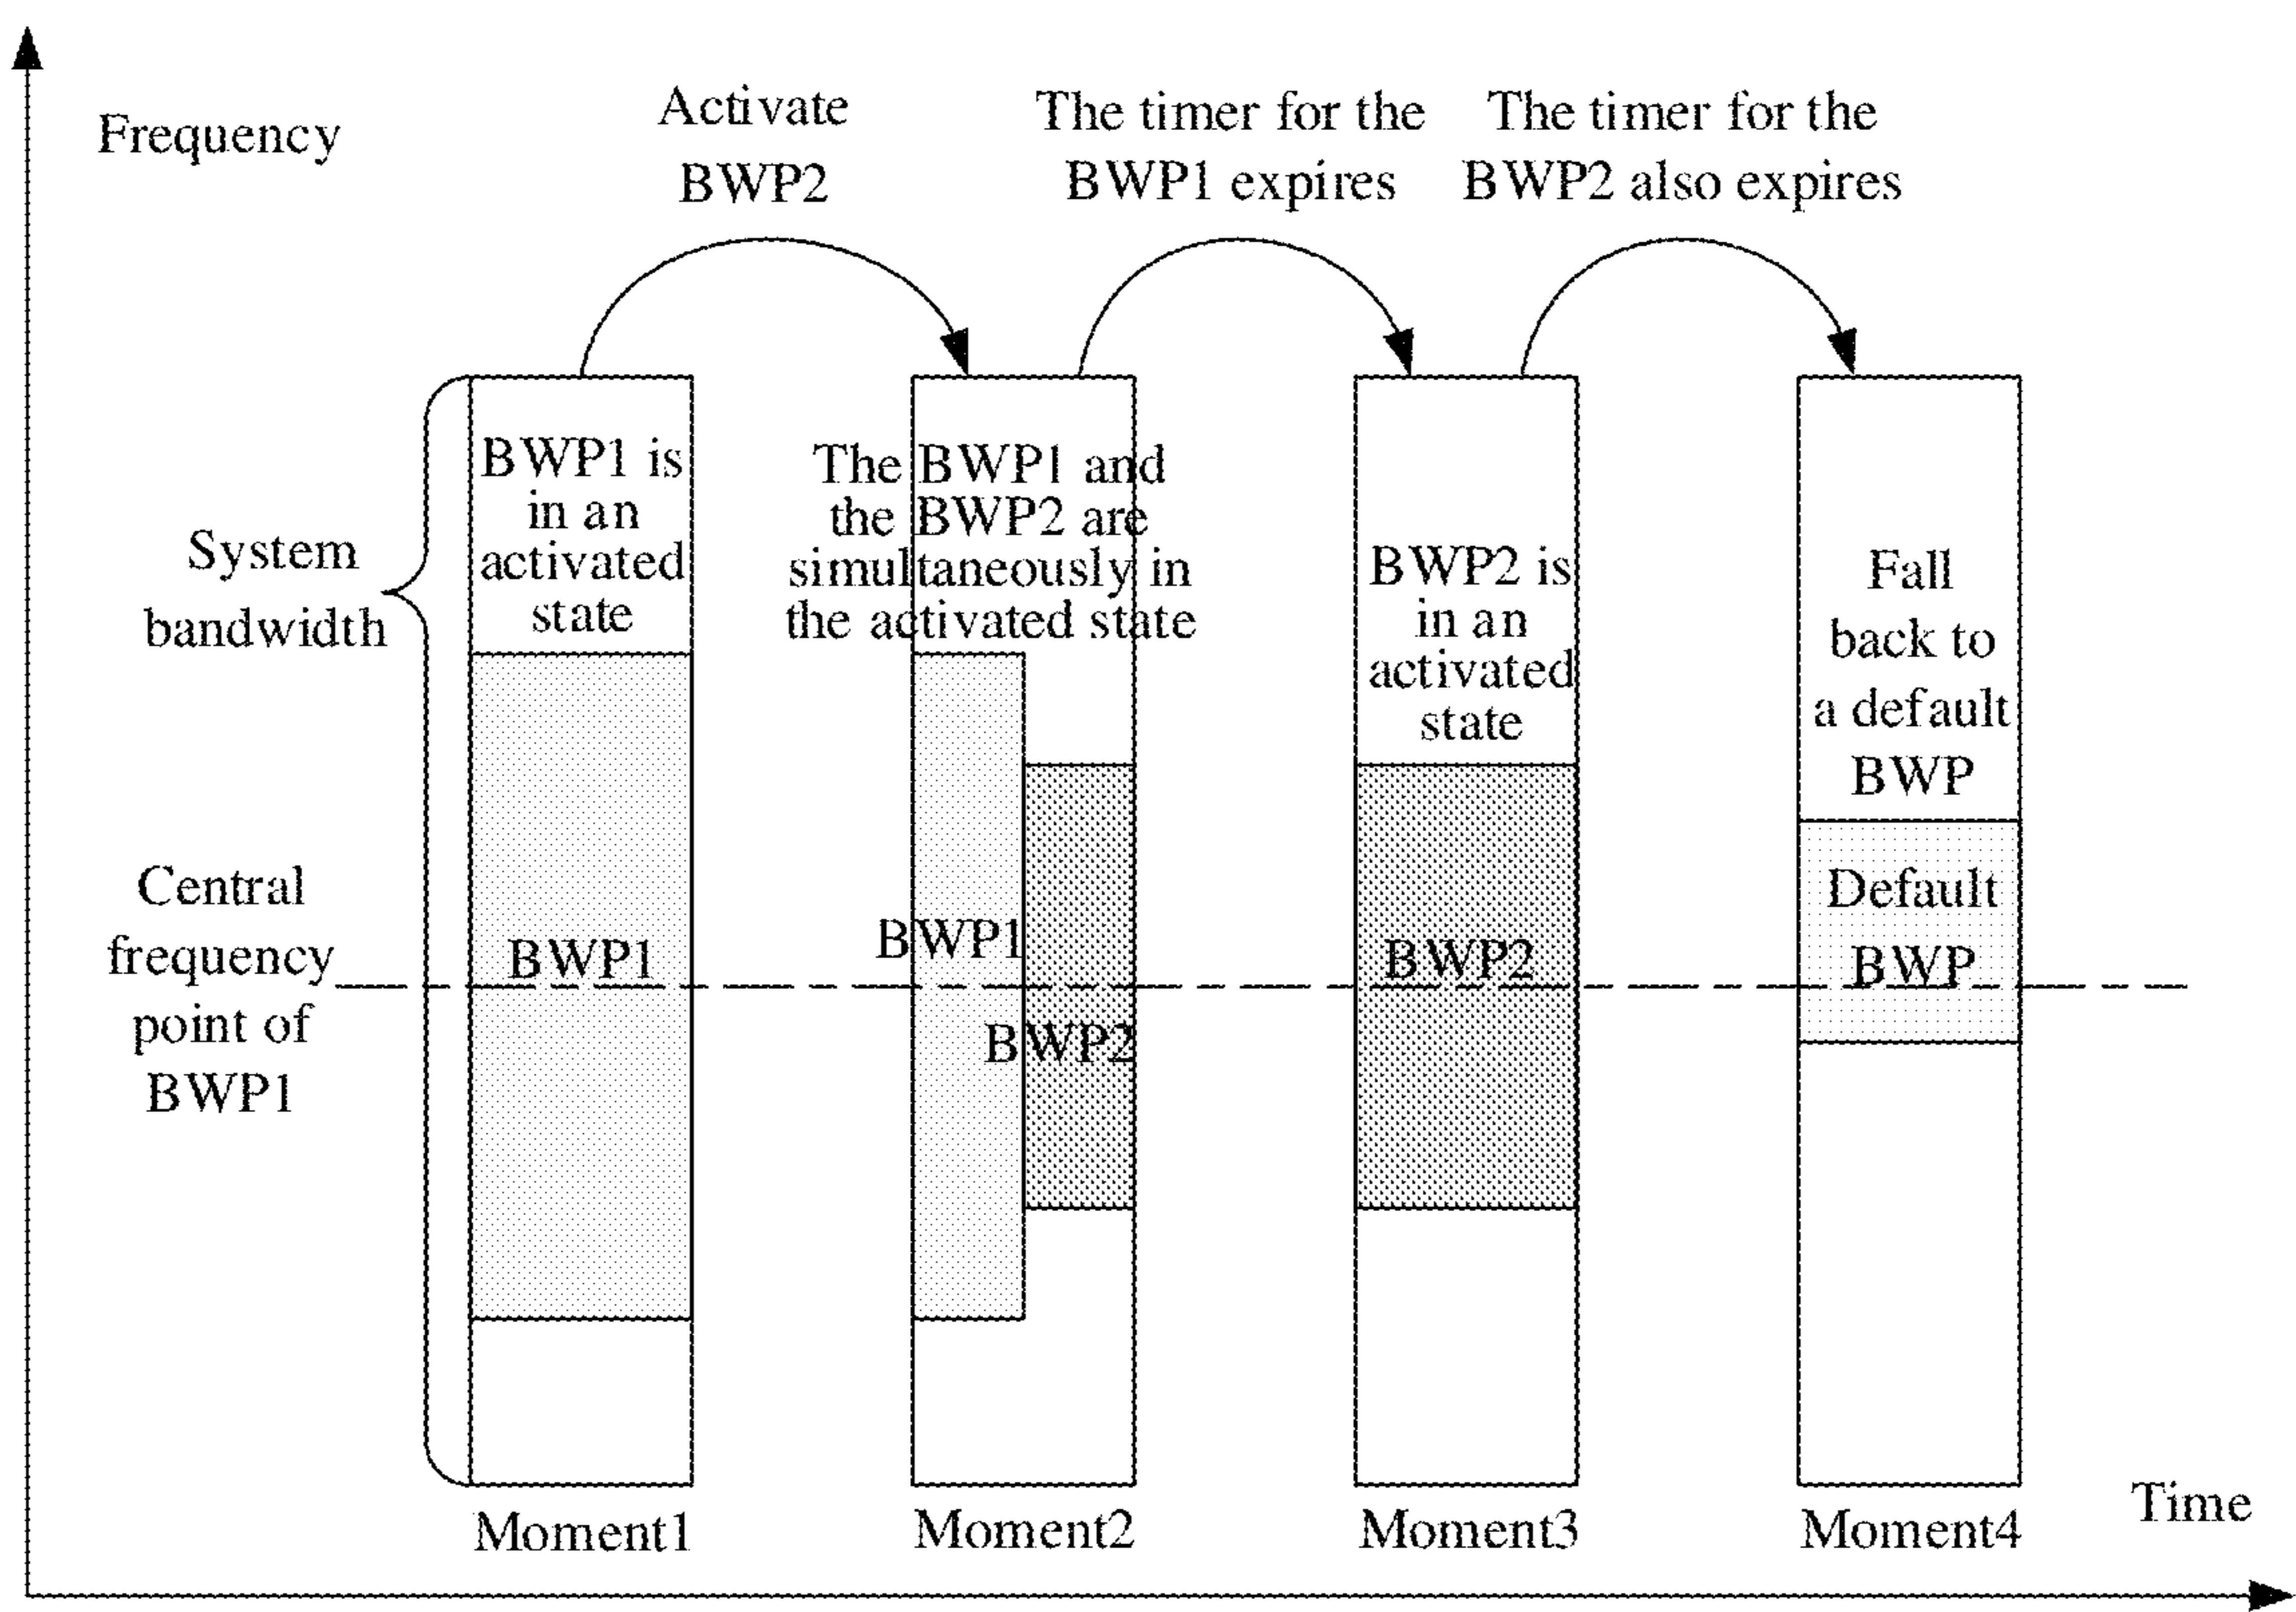 Frequency
Activate
BWP2
The timer for the
BWP1 expires
The timer for the
BWP2 also expires
System
bandwidth
BWP1 is
in an
activated
state
The BWP1 and
the BWP2 are
simultaneously in
the activated state
BWP2 is
in an
activated
state
Fall
back to
a default
BWP
Central
frequency
point of
BWP1
BWP1
BWP1
BWP2
BWP2
Default
BWP
Moment1
Moment2
Moment3
Moment4
Time